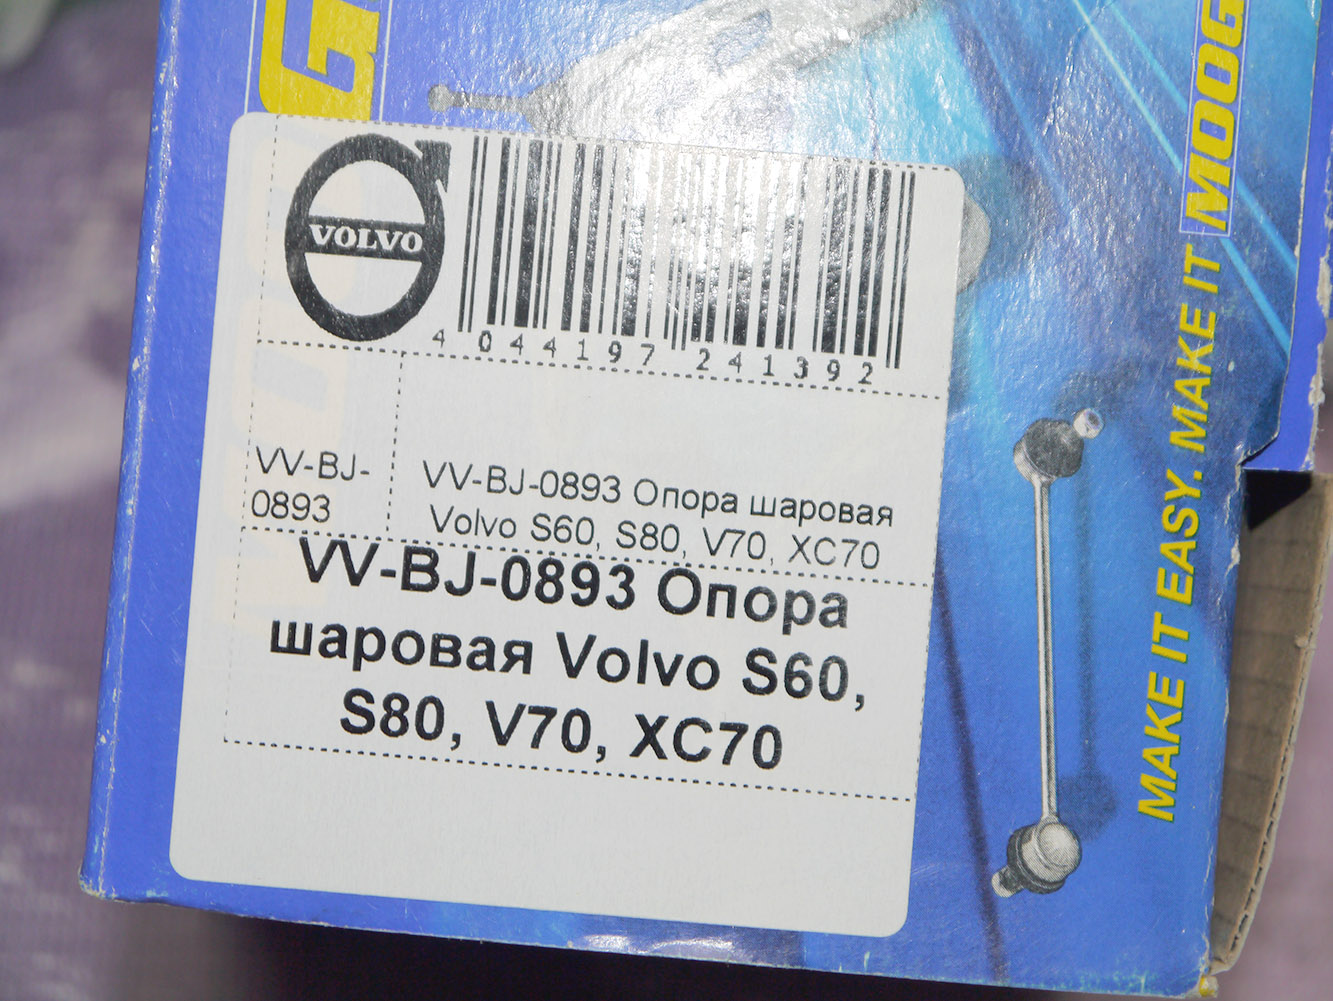 VOLVO
4 044197 241392
VV-BJ-
0893
VV-BJ-0893 Опора шаровая
Volvo S60, S80, V70, XC70
VV-BJ-0893 Опора
шаровая Volvo S60,
S80, V70, XC70
MAKE IT EASY. MAKE IT MOOG